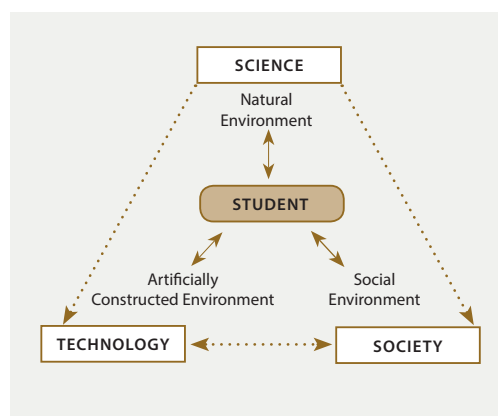 SCIENCE
Natural
Environment
STUDENT
Artificially
Constructed Environment
Social
Environment
TECHNOLOGY
SOCIETY